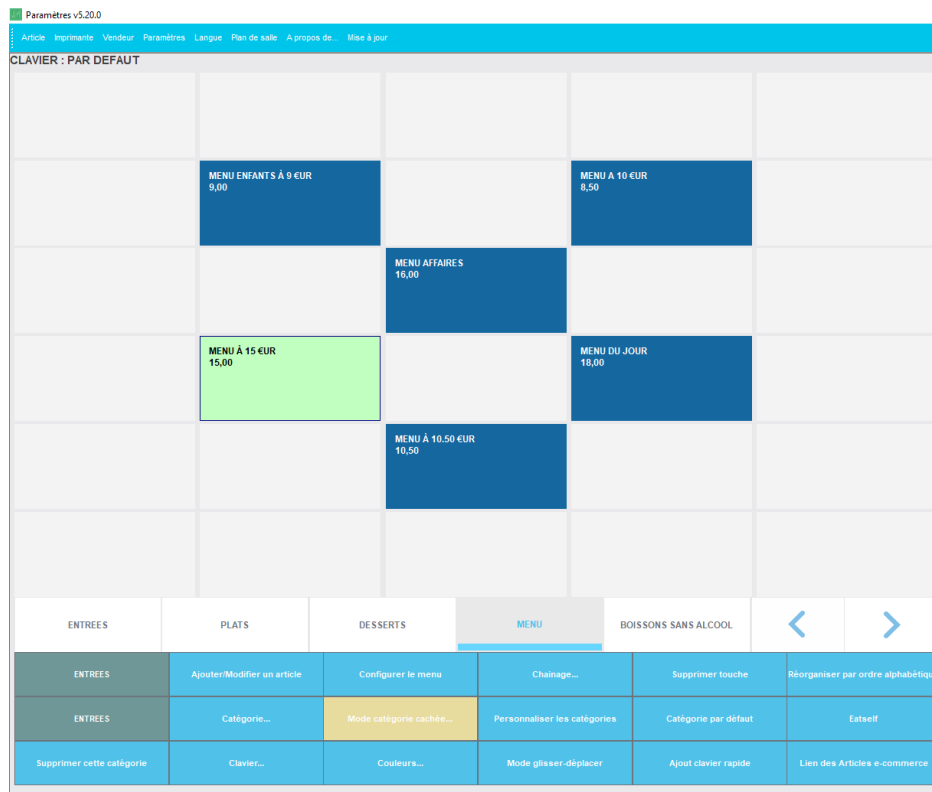 Paramètres v5.20.0
Article Imprimante Vendeur Paramètres Langue Plan de salle A propos de... Mise à jour
CLAVIER : PAR DEFAUT
MENU ENFANTS À 9 €UR
9,00
MENU A 10 €UR
8,50
MENU AFFAIRES
16,00
MENU À 15 €UR
15,00
MENU DU JOUR
18,00
MENU À 10.50 €UR
10,50
ENTREES PLATS DESSERTS MENU BOISSONS SANS ALCOOL
ENTREES Ajouter/Modifier un article Configurer le menu Chainage... Supprimer touche Réorganiser par ordre alphabétiqu
ENTREES Catégorie... Mode catégorie cachée... Personnaliser les catégories Catégorie par défaut Eatself
Supprimer cette catégorie Clavier... Couleurs... Mode glisser-déplacer Ajout clavier rapide Lien des Articles e-commerce